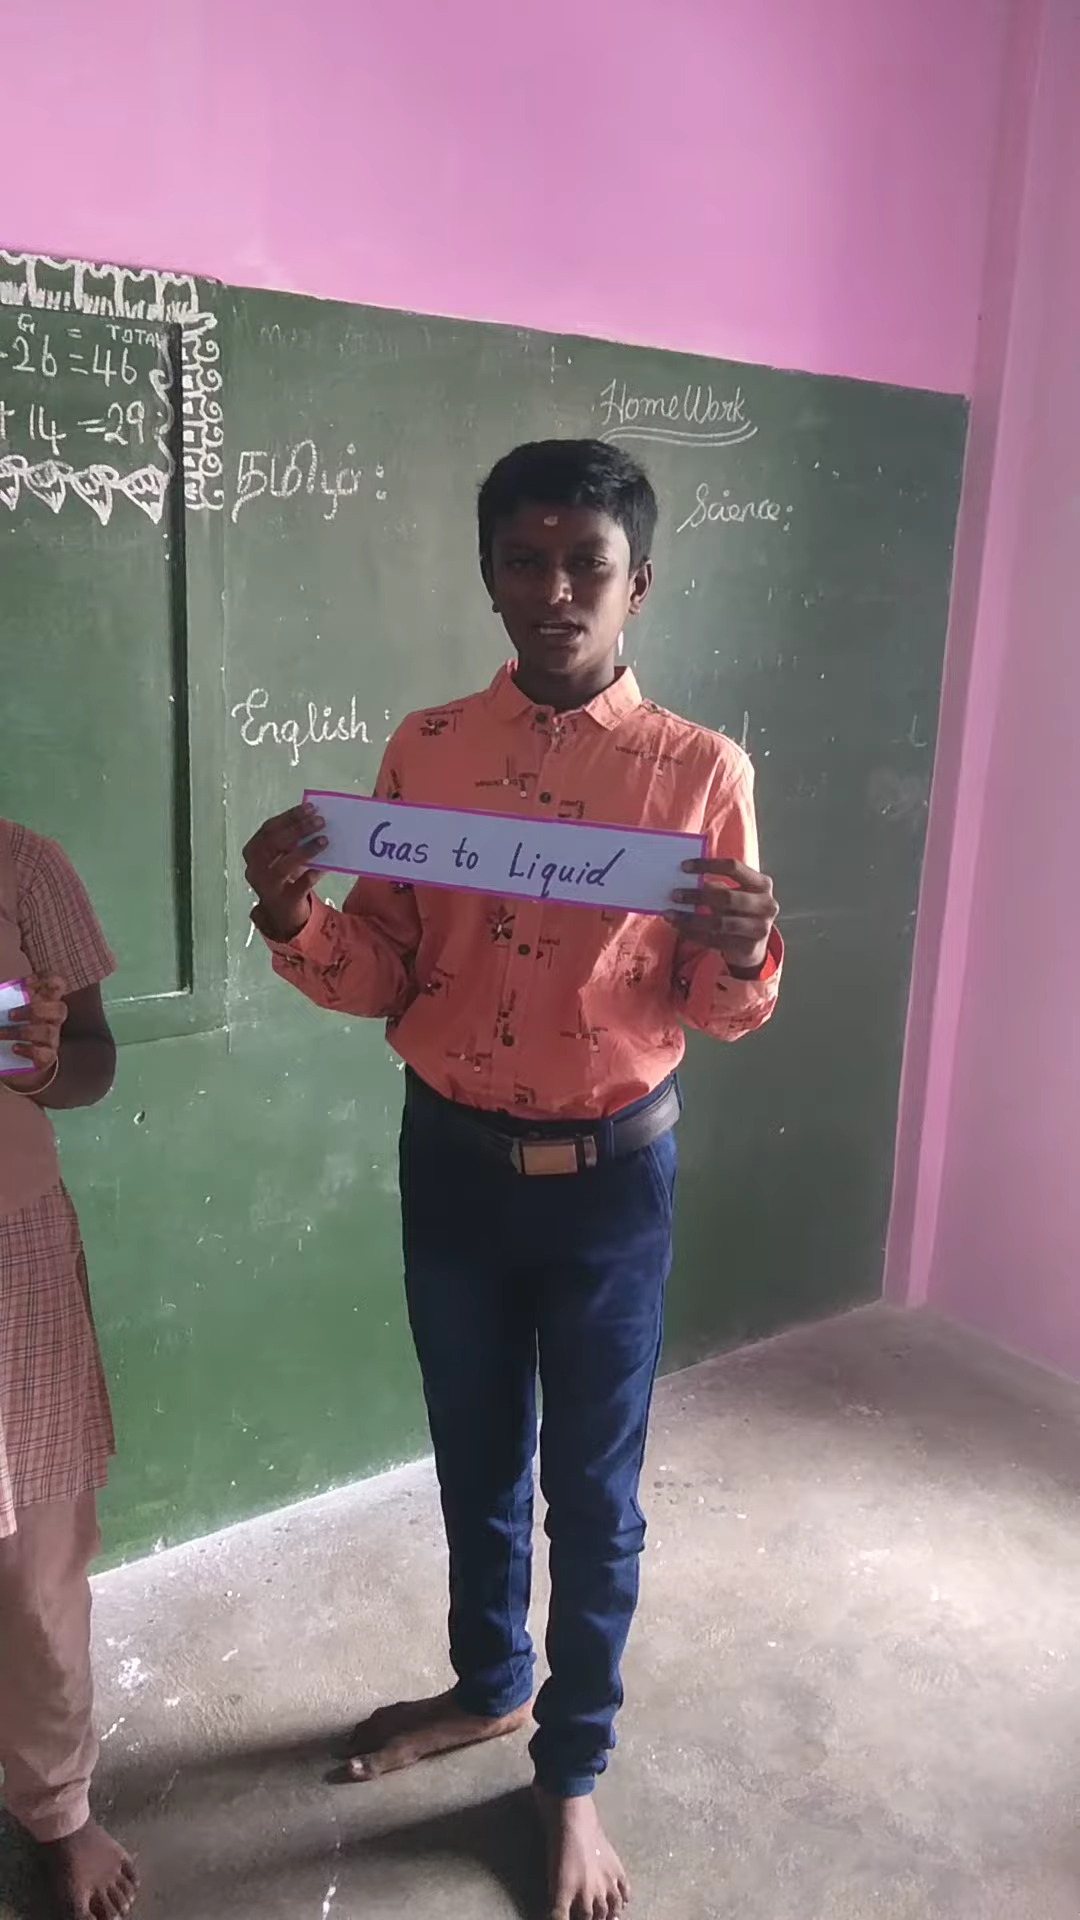 G = TOTAL
26 = 46
+ 14 = 29
Home Work
தமிழ் :
Science:
English :
Gas to Liquid